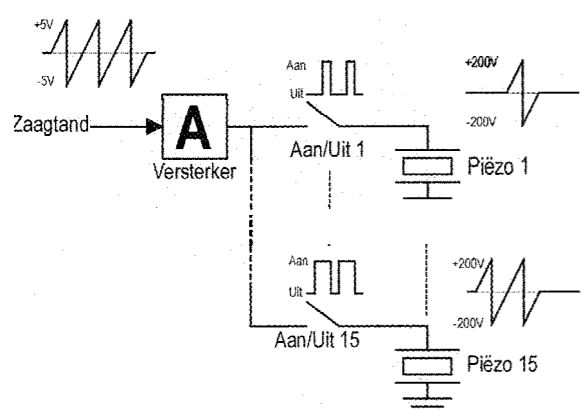 +5V
-5V
Zaagtand
A
Versterker
Aan
Uit
Aan/Uit 1
+200V
-200V
Piëzo 1
Aan
Uit
Aan/Uit 15
+200V
-200V
Piëzo 15